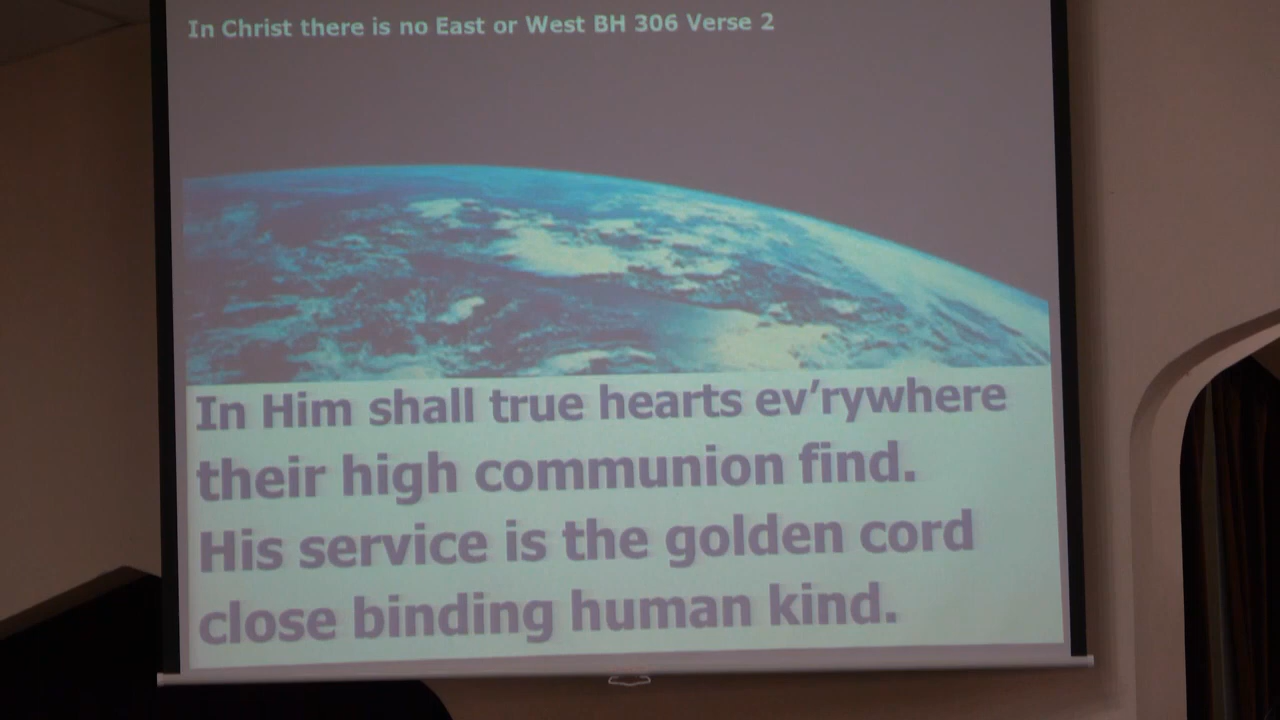 In Christ there is no East or West BH 306 Verse 2
In Him shall true hearts ev’rywhere
their high communion find.
His service is the golden cord
close binding human kind.